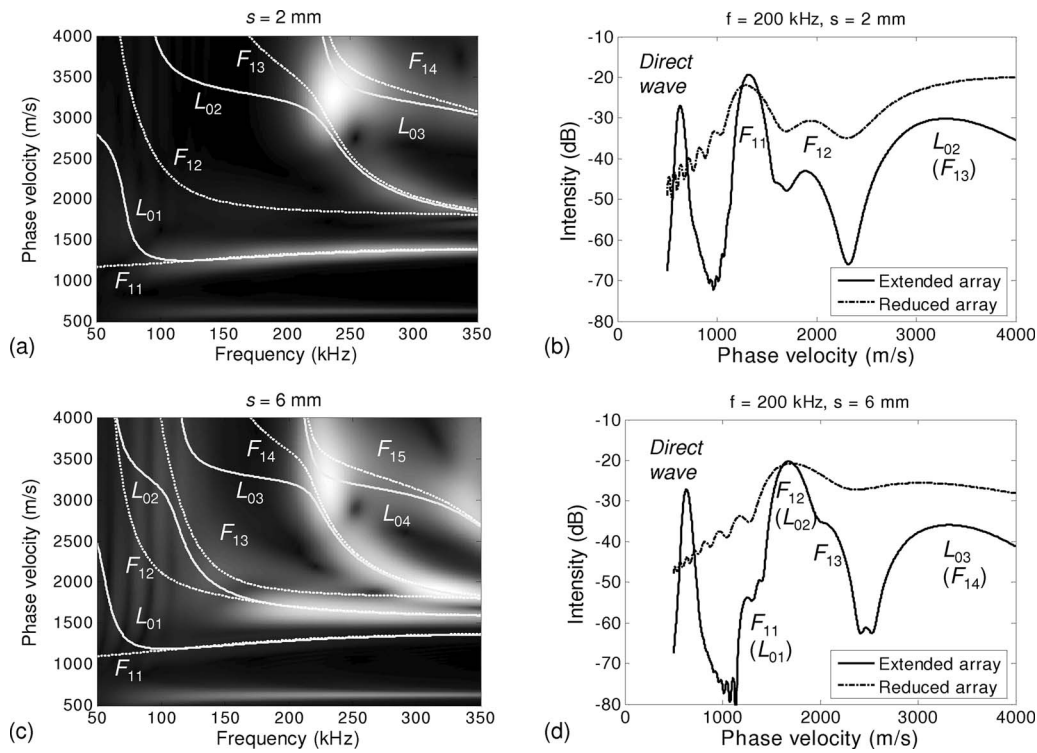 s = 2 mm
4000
3500
3000
2500
2000
1500
1000
500
Phase velocity (m/s)
F13
F14
L02
L03
F12
L01
F11
50 100 150 200 250 300 350
Frequency (kHz)
(a)
f = 200 kHz, s = 2 mm
-10
-20
-30
-40
-50
-60
-70
-80
Intensity (dB)
Direct
wave
F11
F12
L02
(F13)
Extended array
Reduced array
0 1000 2000 3000 4000
Phase velocity (m/s)
(b)
s = 6 mm
4000
3500
3000
2500
2000
1500
1000
500
Phase velocity (m/s)
F14
F15
L02
L03
L04
F13
F12
L01
F11
50 100 150 200 250 300 350
Frequency (kHz)
(c)
f = 200 kHz, s = 6 mm
-10
-20
-30
-40
-50
-60
-70
-80
Intensity (dB)
Direct
wave
F12
(L02)
F13
F11
(L01)
L03
(F14)
Extended array
Reduced array
0 1000 2000 3000 4000
Phase velocity (m/s)
(d)